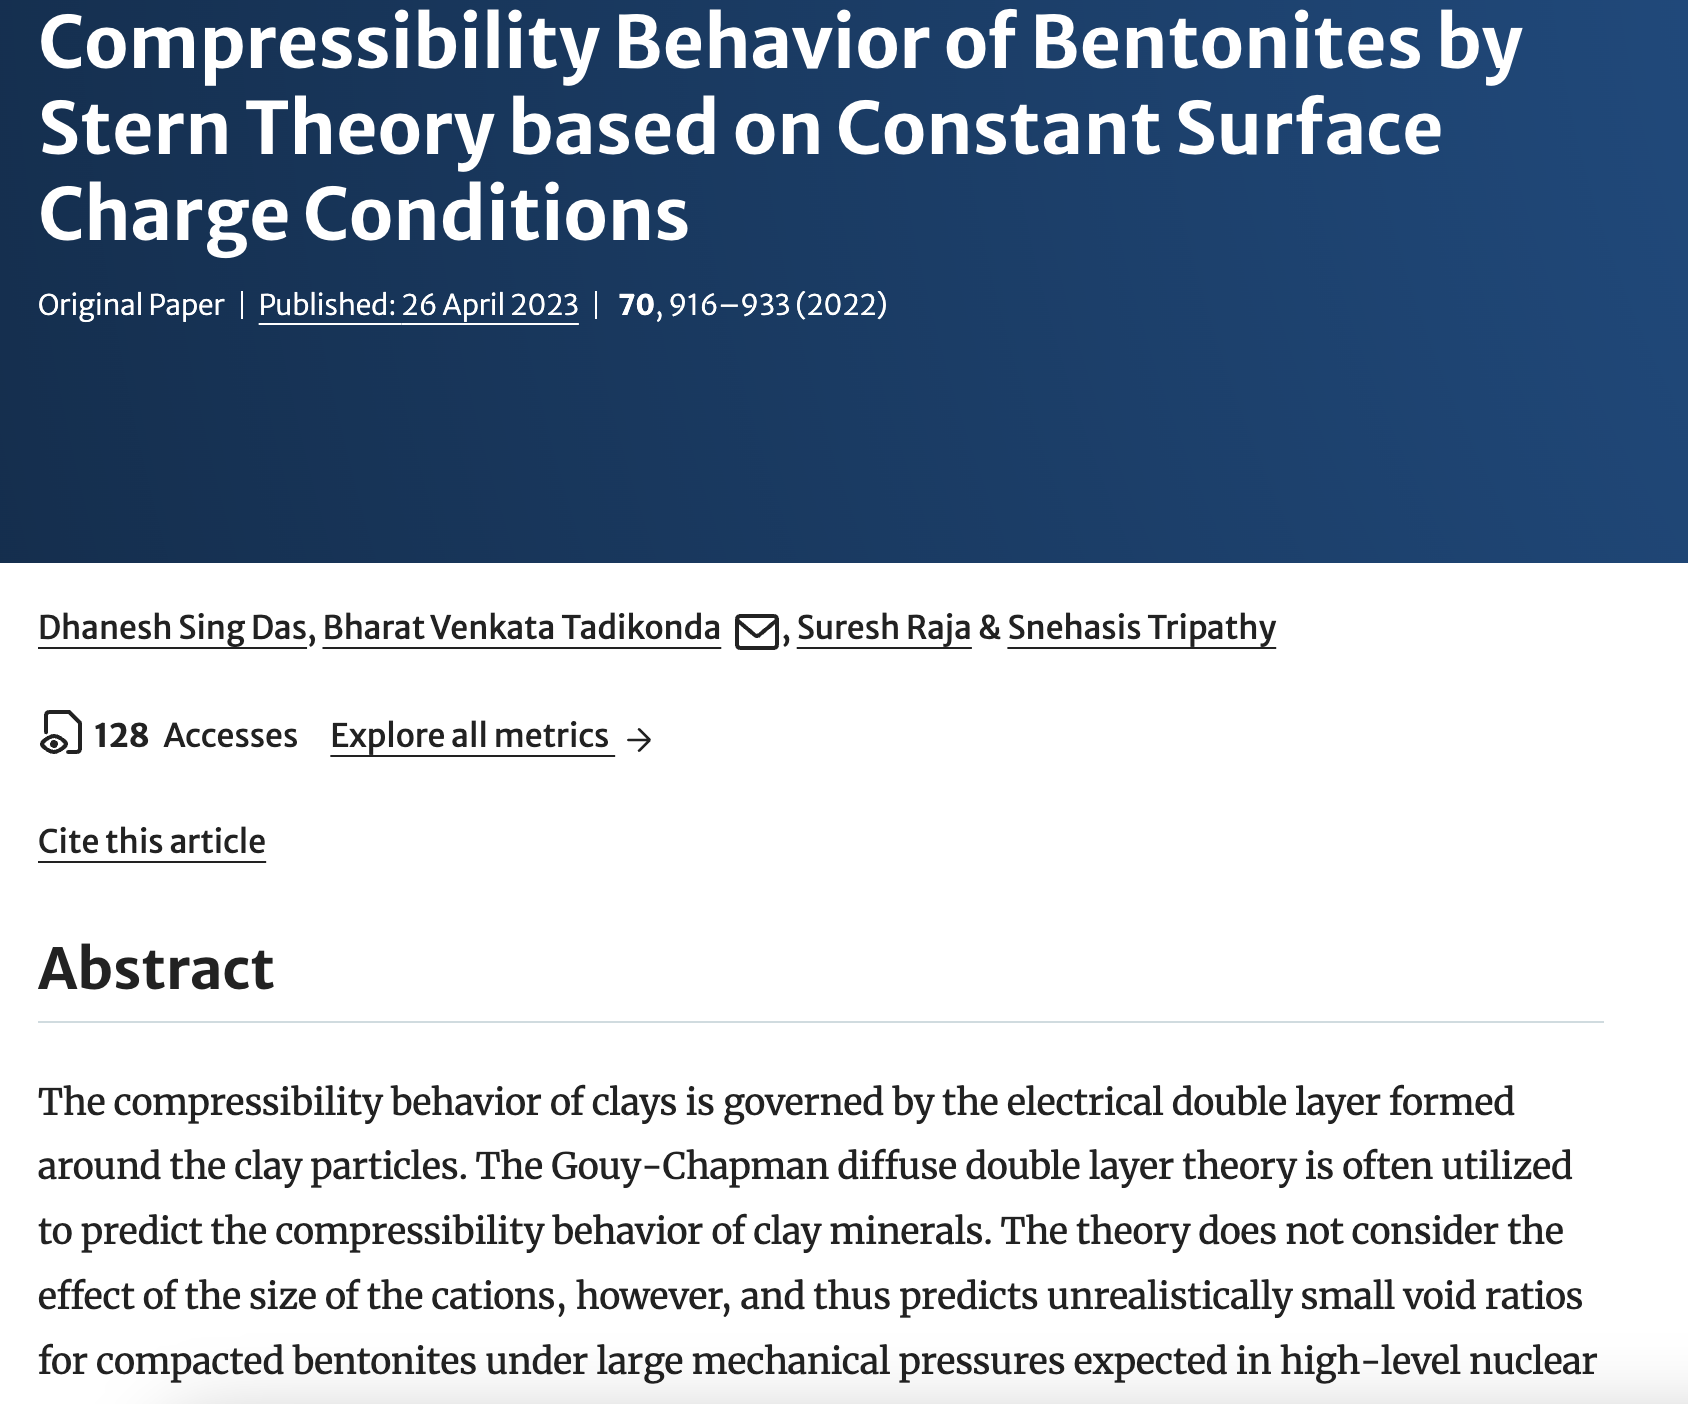 Compressibility Behavior of Bentonites by
Stern Theory based on Constant Surface
Charge Conditions
Original Paper | Published: 26 April 2023 | 70, 916–933 (2022)
Dhanesh Sing Das, Bharat Venkata Tadikonda , Suresh Raja & Snehasis Tripathy
128 Accesses Explore all metrics →
Cite this article
Abstract
The compressibility behavior of clays is governed by the electrical double layer formed
around the clay particles. The Gouy-Chapman diffuse double layer theory is often utilized
to predict the compressibility behavior of clay minerals. The theory does not consider the
effect of the size of the cations, however, and thus predicts unrealistically small void ratios
for compacted bentonites under large mechanical pressures expected in high-level nuclear